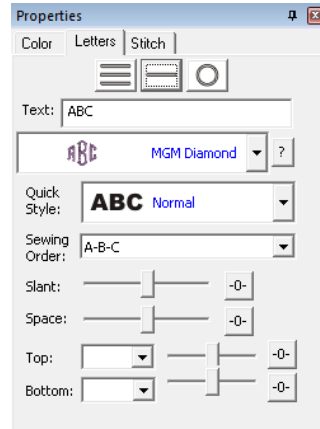 Properties
Color Letters Stitch
Text: ABC
ABC MGM Diamond ?
Quick Style: ABC Normal
Sewing Order: A-B-C
Slant: -0-
Space: -0-
Top: -0-
Bottom: -0-